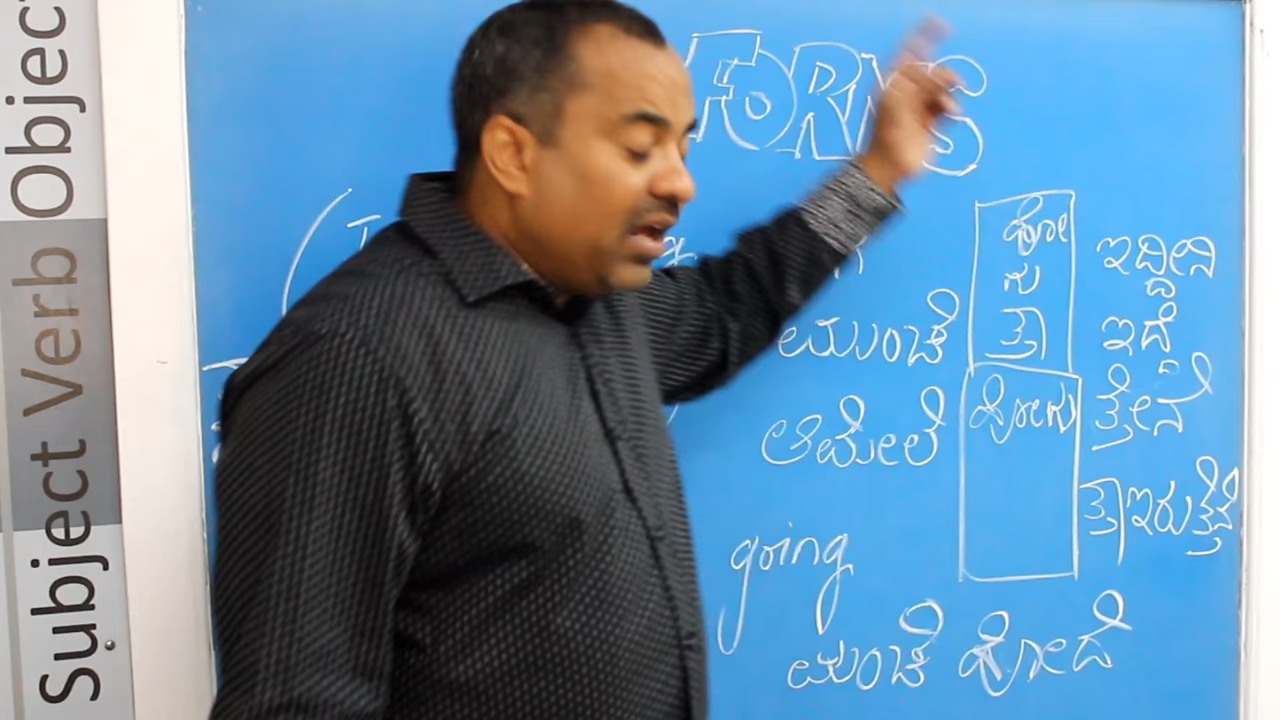 Subject Verb Object
FORMS
ಹೋ
ಗು
ತ್ತಾ
ಇದ್ದೀನಿ
ಮುಂಚೆ
ಇದ್ದೆ
ಆಮೇಲೆ
ಹೋಗು
ತ್ತೇನೆ
ತ್ತಾ ಇರುತ್ತೆನೆ
going
ಮುಂಚೆ ಹೋದೆ